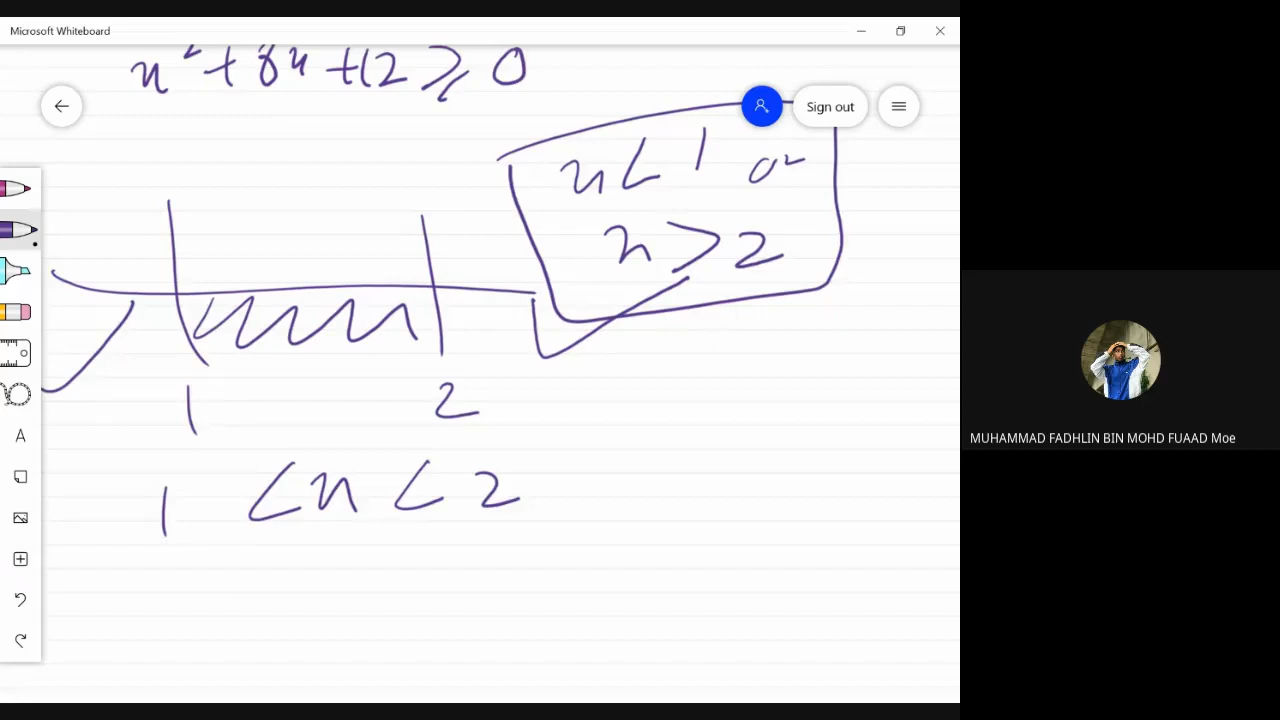 Microsoft Whiteboard
x² + 8x + 12 ≥ 0
Sign out
x < 1 or
x > 2
1 2
1 < x < 2
A
MUHAMMAD FADHLIN BIN MOHD FUAAD Moe